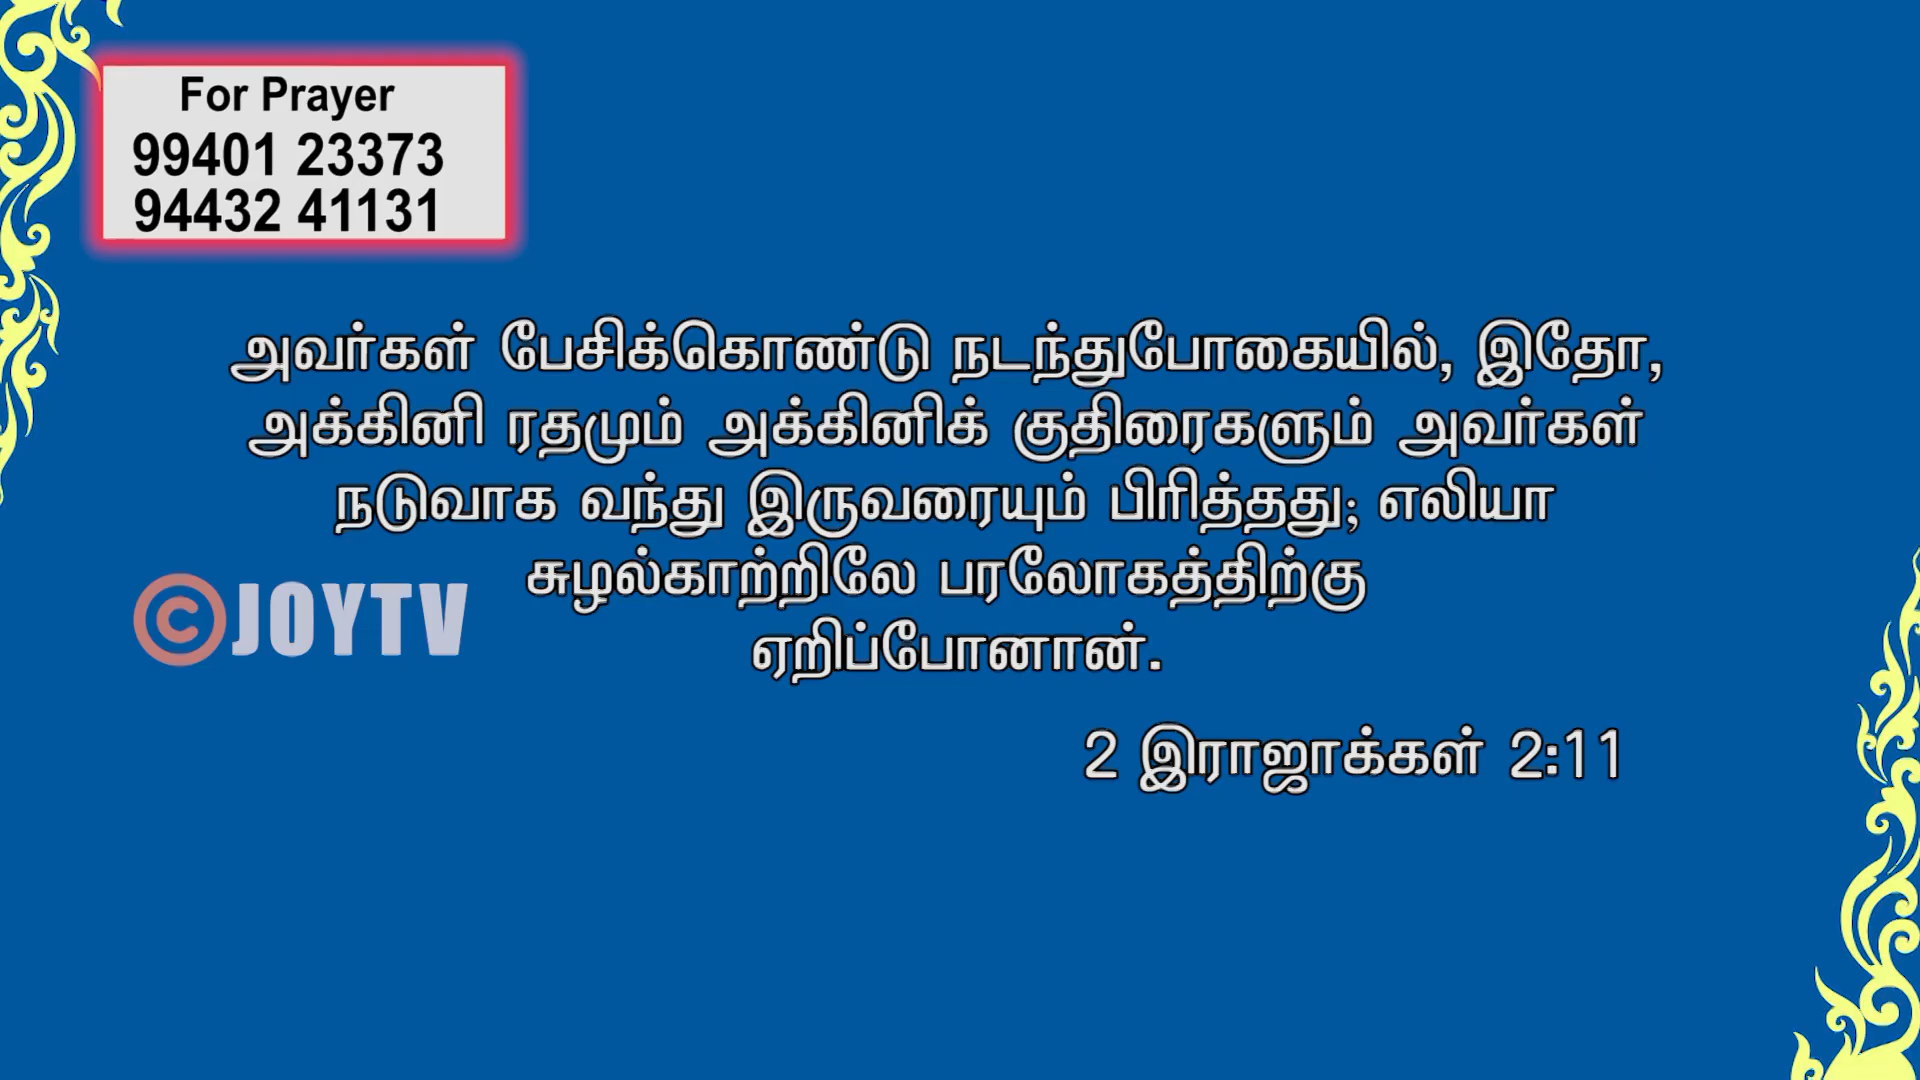 For Prayer
99401 23373
94432 41131
அவர்கள் பேசிக்கொண்டு நடந்துபோகையில், இதோ,
அக்கினி ரதமும் அக்கினிக் குதிரைகளும் அவர்கள்
நடுவாக வந்து இருவரையும் பிரித்தது; எலியா
சுழல்காற்றிலே பரலோகத்திற்கு
©JOYTV
ஏறிப்போனான்.
2 இராஜாக்கள் 2:11